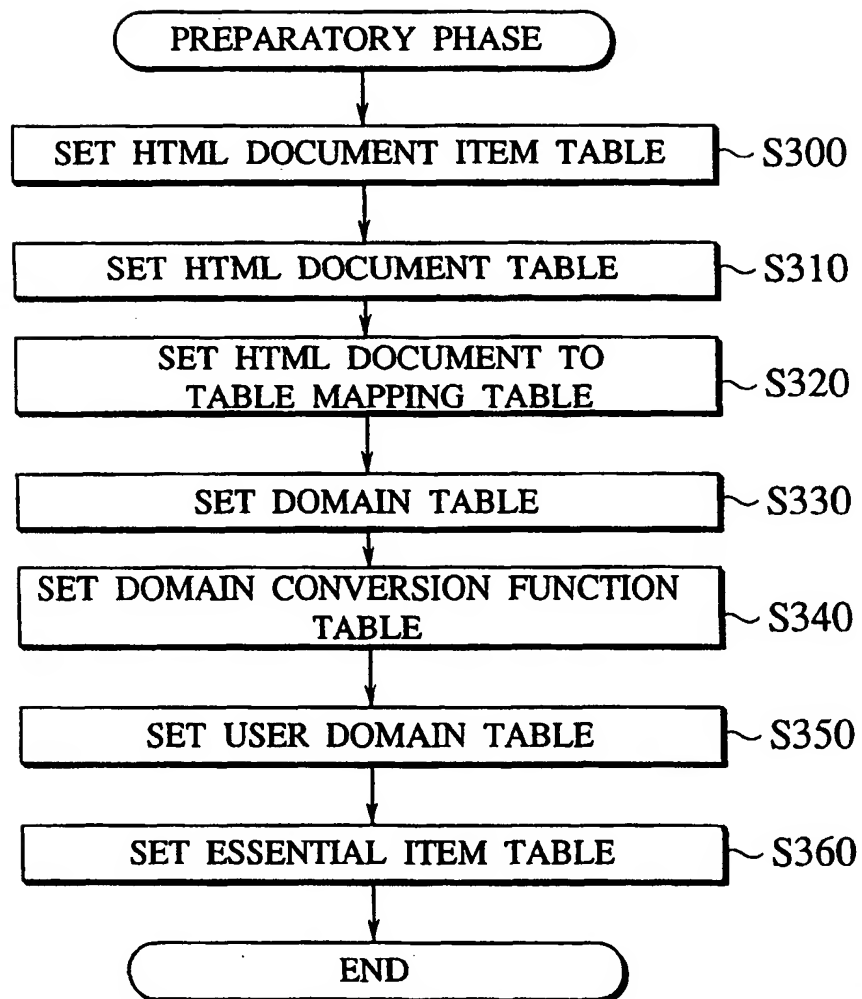 PREPARATORY PHASE
SET HTML DOCUMENT ITEM TABLE
S300
SET HTML DOCUMENT TABLE
S310
SET HTML DOCUMENT TO
TABLE MAPPING TABLE
S320
SET DOMAIN TABLE
S330
SET DOMAIN CONVERSION FUNCTION
TABLE
S340
SET USER DOMAIN TABLE
S350
SET ESSENTIAL ITEM TABLE
S360
END